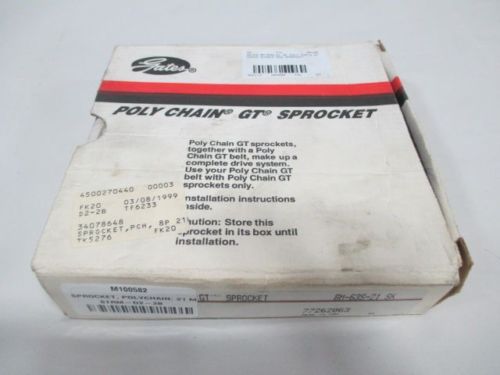 Gates®
POLY CHAIN® GT® SPROCKET
Poly Chain GT sprockets,
together with a Poly
Chain GT belt, make up a
complete drive system.
Use your Poly Chain GT
belt with Poly Chain GT
sprockets only.
installation instructions
inside.
aution: Store this
sprocket in its box until
installation.
4500270440 00003
FK20 03/08/1999
D2-2B TF6233
34078648
SPROCKET,PCH, 8P 21
TK5276 FK20
M100582
SPROCKET, POLYCHAIN, 21
GT SPROCKET 8M-63S-21 SK
77262063